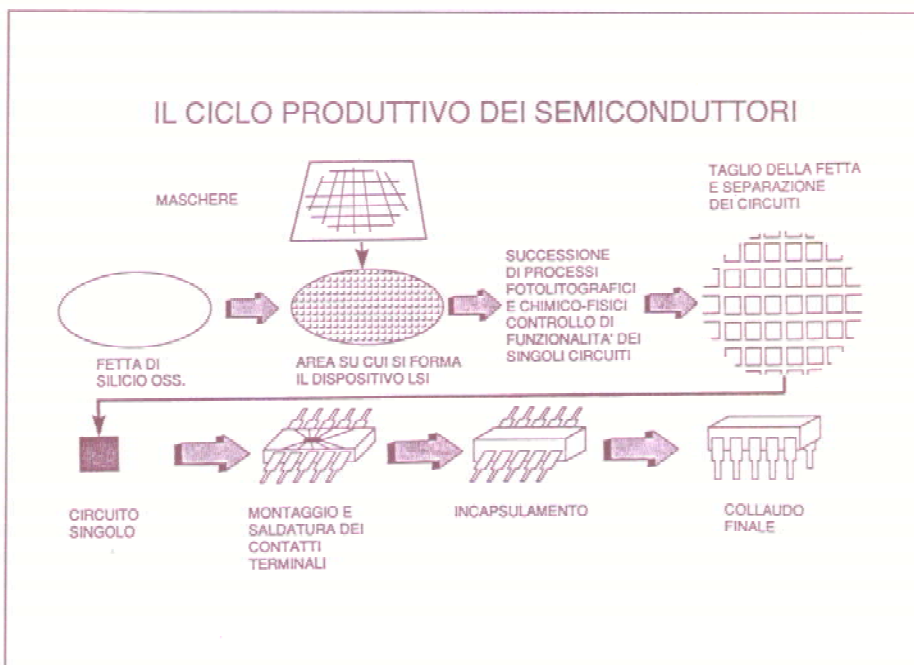 IL CICLO PRODUTTIVO DEI SEMICONDUTTORI
MASCHERE
TAGLIO DELLA FETTA
E SEPARAZIONE
DEI CIRCUITI
SUCCESSIONE
DI PROCESSI
FOTOLITOGRAFICI
E CHIMICO-FISICI
CONTROLLO DI
FUNZIONALITA' DEI
SINGOLI CIRCUITI
FETTA DI
SILICIO OSS.
AREA SU CUI SI FORMA
IL DISPOSITIVO LSI
CIRCUITO
SINGOLO
MONTAGGIO E
SALDATURA DEI
CONTATTI
TERMINALI
INCAPSULAMENTO
COLLAUDO
FINALE